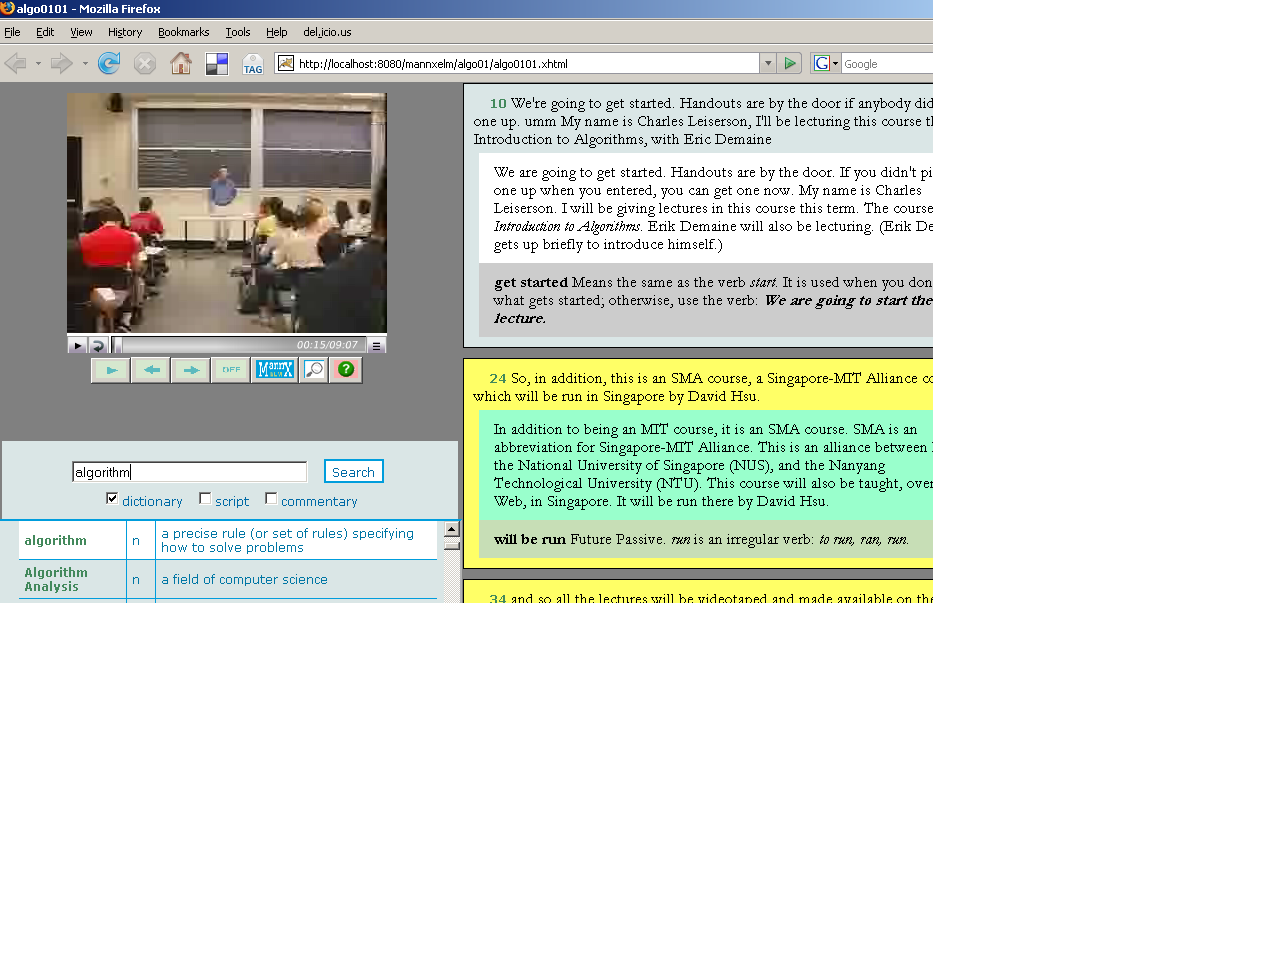 algo0101 - Mozilla Firefox
File Edit View History Bookmarks Tools Help del.icio.us
TAG
http://localhost:8080/mannxelm/algo01/algo0101.xhtml
G Google
00:15/09:07
OFF MannX
algorithm
Search
dictionary script commentary
algorithm n a precise rule (or set of rules) specifying
how to solve problems
Algorithm
Analysis n a field of computer science
10 We're going to get started. Handouts are by the door if anybody did
one up. umm My name is Charles Leiserson, I'll be lecturing this course
Introduction to Algorithms, with Eric Demaine
We are going to get started. Handouts are by the door. If you didn't
one up when you entered, you can get one now. My name is Charles
Leiserson. I will be giving lectures in this course this term. The course
Introduction to Algorithms. Erik Demaine will also be lecturing. (Erik
gets up briefly to introduce himself.)
get started Means the same as the verb start. It is used when you
what gets started; otherwise, use the verb: We are going to start the
lecture.
24 So, in addition, this is an SMA course, a Singapore-MIT Alliance
which will be run in Singapore by David Hsu.
In addition to being an MIT course, it is an SMA course. SMA is an
abbreviation for Singapore-MIT Alliance. This is an alliance between
the National University of Singapore (NUS), and the Nanyang
Technological University (NTU). This course will also be taught, over
Web, in Singapore. It will be run there by David Hsu.
will be run Future Passive. run is an irregular verb: to run, ran, run.
34 and so all the lectures will be videotaped and made available on the